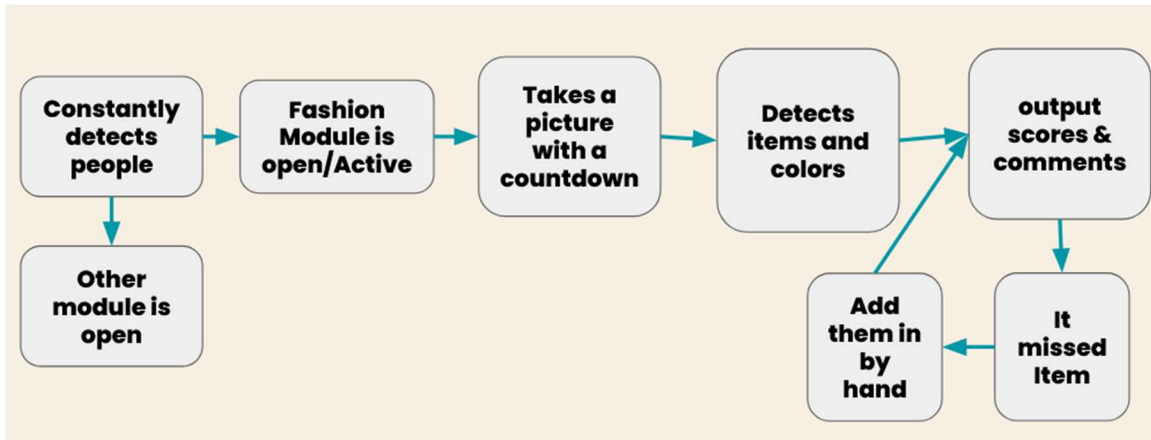 Constantly
detects
people
Fashion
Module is
open/Active
Takes a
picture
with a
countdown
Detects
items and
colors
output
scores &
comments
Other
module is
open
Add
them in
by
hand
It
missed
Item